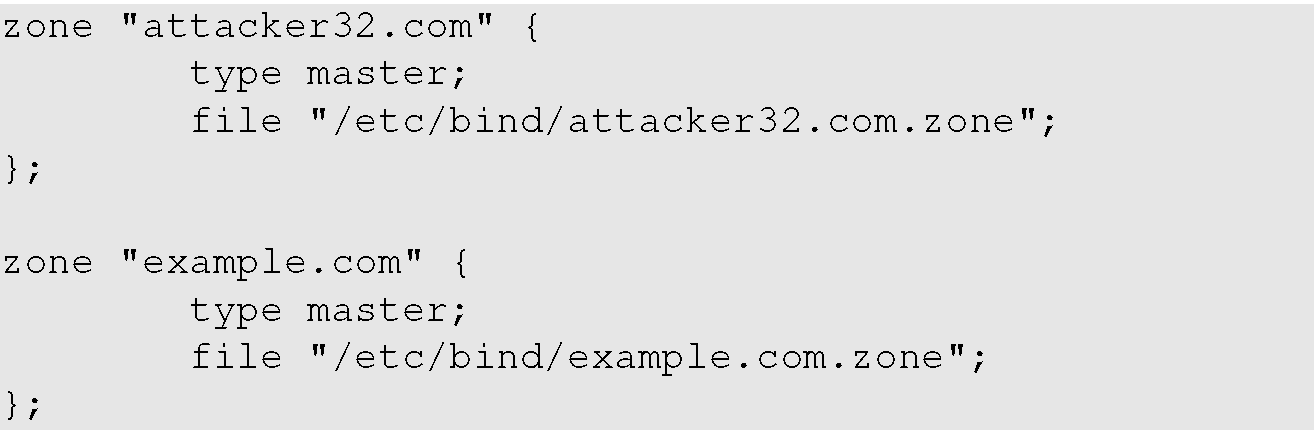 zone "attacker32.com" {
        type master;
        file "/etc/bind/attacker32.com.zone";
};

zone "example.com" {
        type master;
        file "/etc/bind/example.com.zone";
};